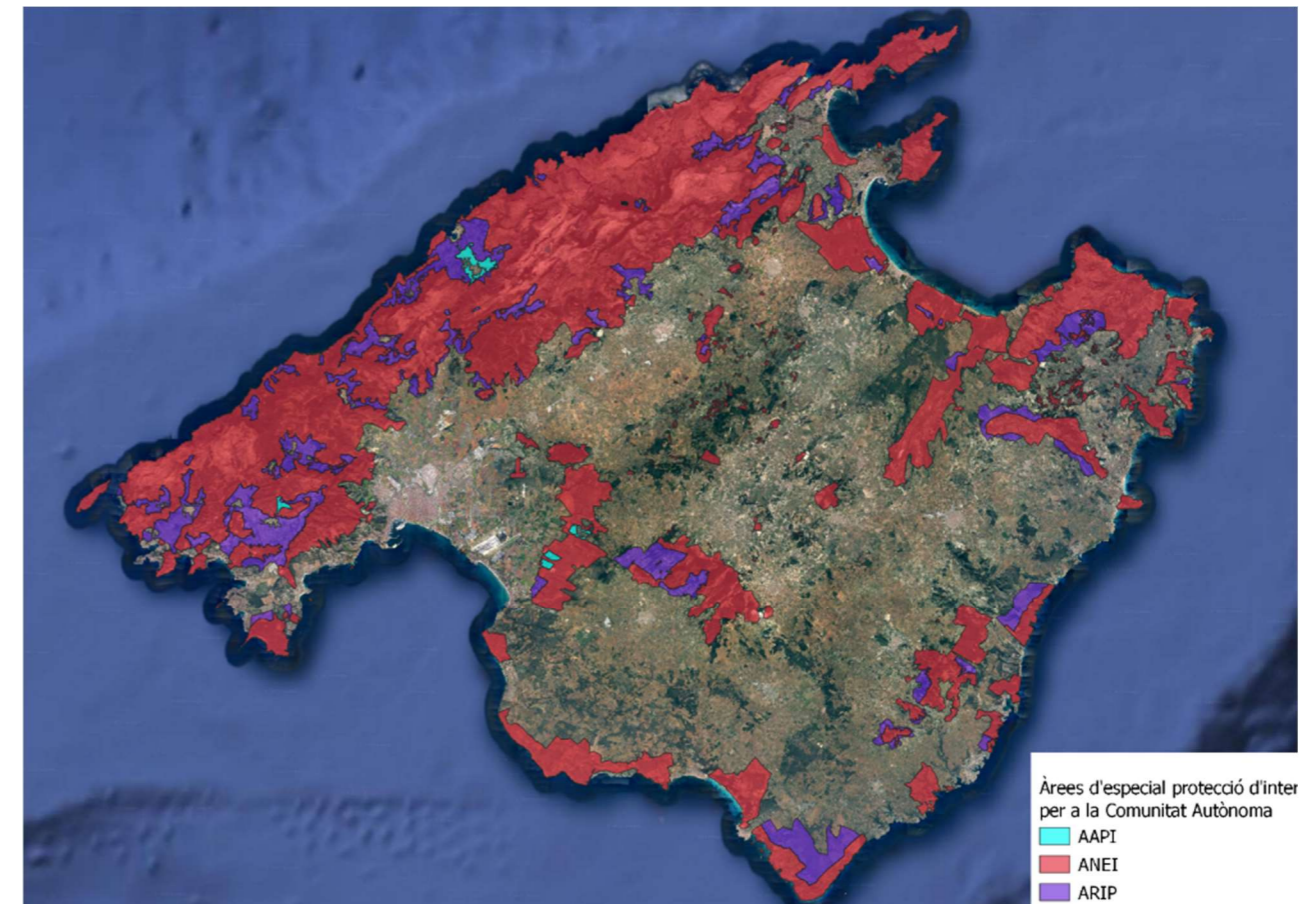 Àrees d'especial protecció d'inter
per a la Comunitat Autònoma
AAPI
ANEI
ARIP